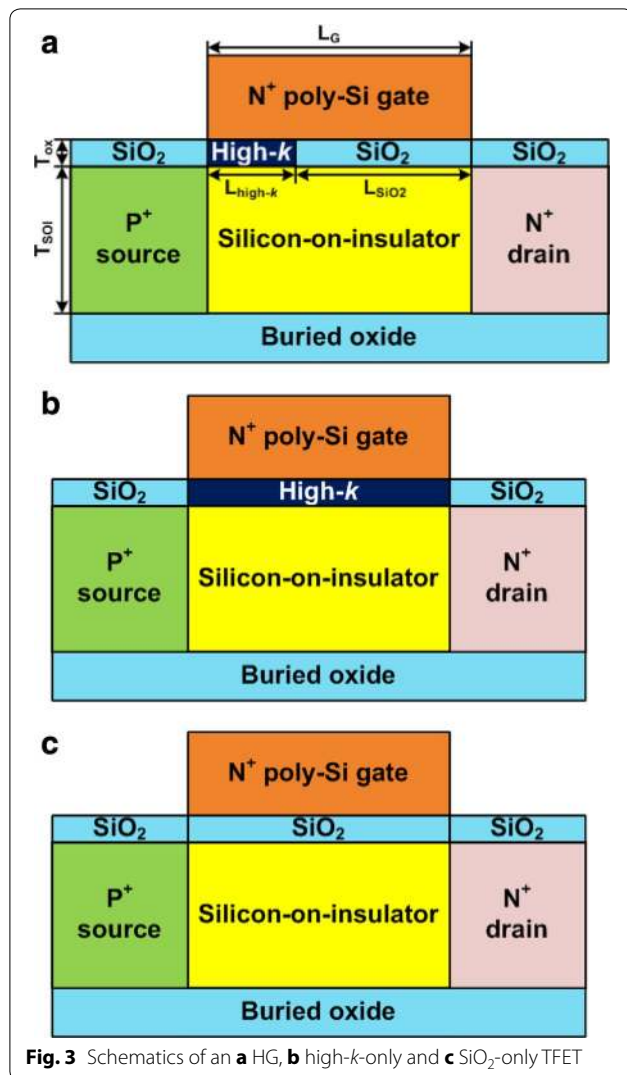 a
L_G
N⁺ poly-Si gate
T_ox
SiO₂ High-k SiO₂ SiO₂
L_high-k L_SiO2
T_SOI
P⁺ source
Silicon-on-insulator
N⁺ drain
Buried oxide
b
N⁺ poly-Si gate
SiO₂ High-k SiO₂
P⁺ source
Silicon-on-insulator
N⁺ drain
Buried oxide
c
N⁺ poly-Si gate
SiO₂ SiO₂ SiO₂
P⁺ source
Silicon-on-insulator
N⁺ drain
Buried oxide
Fig. 3 Schematics of an a HG, b high-k-only and c SiO₂-only TFET